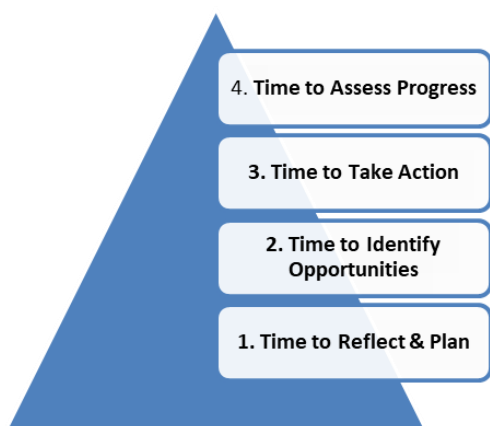 4. Time to Assess Progress
3. Time to Take Action
2. Time to Identify
Opportunities
1. Time to Reflect & Plan